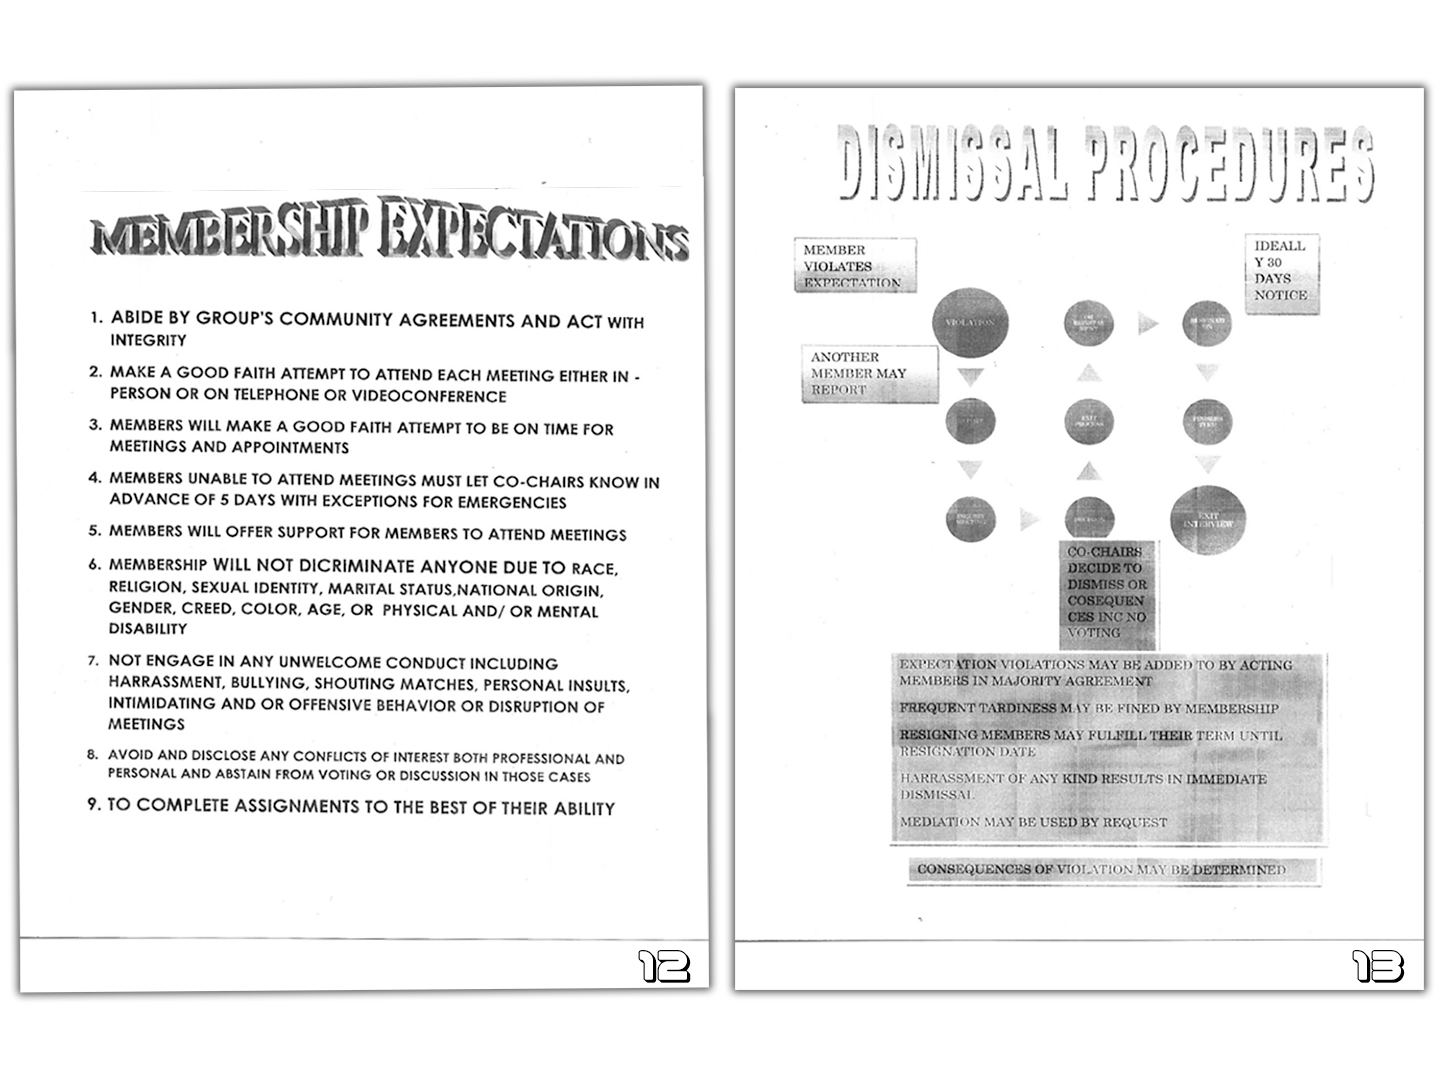 MEMBERSHIP EXPECTATIONS
1. ABIDE BY GROUP'S COMMUNITY AGREEMENTS AND ACT WITH
INTEGRITY
2. MAKE A GOOD FAITH ATTEMPT TO ATTEND EACH MEETING EITHER IN -
PERSON OR ON TELEPHONE OR VIDEOCONFERENCE
3. MEMBERS WILL MAKE A GOOD FAITH ATTEMPT TO BE ON TIME FOR
MEETINGS AND APPOINTMENTS
4. MEMBERS UNABLE TO ATTEND MEETINGS MUST LET CO-CHAIRS KNOW IN
ADVANCE OF 5 DAYS WITH EXCEPTIONS FOR EMERGENCIES
5. MEMBERS WILL OFFER SUPPORT FOR MEMBERS TO ATTEND MEETINGS
6. MEMBERSHIP WILL NOT DICRIMINATE ANYONE DUE TO RACE,
RELIGION, SEXUAL IDENTITY, MARITAL STATUS,NATIONAL ORIGIN,
GENDER, CREED, COLOR, AGE, OR PHYSICAL AND/ OR MENTAL
DISABILITY
7. NOT ENGAGE IN ANY UNWELCOME CONDUCT INCLUDING
HARRASSMENT, BULLYING, SHOUTING MATCHES, PERSONAL INSULTS,
INTIMIDATING AND OR OFFENSIVE BEHAVIOR OR DISRUPTION OF
MEETINGS
8. AVOID AND DISCLOSE ANY CONFLICTS OF INTEREST BOTH PROFESSIONAL AND
PERSONAL AND ABSTAIN FROM VOTING OR DISCUSSION IN THOSE CASES
9. TO COMPLETE ASSIGNMENTS TO THE BEST OF THEIR ABILITY
12
DISMISSAL PROCEDURES
MEMBER
VIOLATES
EXPECTATION
IDEALL
Y 30
DAYS
NOTICE
VIOLATION
ANOTHER
MEMBER MAY
REPORT
EXIT
PROCESS
EXIT
INTERVIEW
CO-CHAIRS
DECIDE TO
DISMISS OR
COSEQUEN
CES INC NO
VOTING
EXPECTATION VIOLATIONS MAY BE ADDED TO BY ACTING
MEMBERS IN MAJORITY AGREEMENT
FREQUENT TARDINESS MAY BE FINED BY MEMBERSHIP
RESIGNING MEMBERS MAY FULFILL THEIR TERM UNTIL
RESIGNATION DATE
HARRASSMENT OF ANY KIND RESULTS IN IMMEDIATE
DISMISSAL
MEDIATION MAY BE USED BY REQUEST
CONSEQUENCES OF VIOLATION MAY BE DETERMINED
13